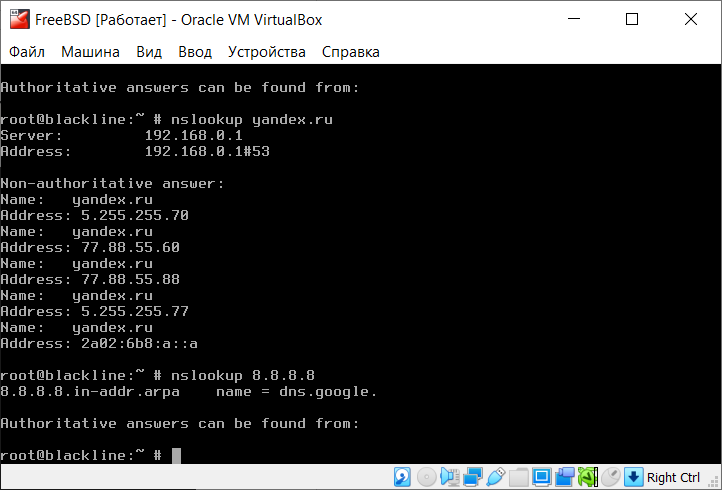 FreeBSD [Работает] - Oracle VM VirtualBox
Файл Машина Вид Ввод Устройства Справка
Authoritative answers can be found from:
root@blackline:~ # nslookup yandex.ru
Server:         192.168.0.1
Address:        192.168.0.1#53
Non-authoritative answer:
Name:   yandex.ru
Address: 5.255.255.70
Name:   yandex.ru
Address: 77.88.55.60
Name:   yandex.ru
Address: 77.88.55.88
Name:   yandex.ru
Address: 5.255.255.77
Name:   yandex.ru
Address: 2a02:6b8:a::a
root@blackline:~ # nslookup 8.8.8.8
8.8.8.8.in-addr.arpa    name = dns.google.
Authoritative answers can be found from:
root@blackline:~ #
Right Ctrl